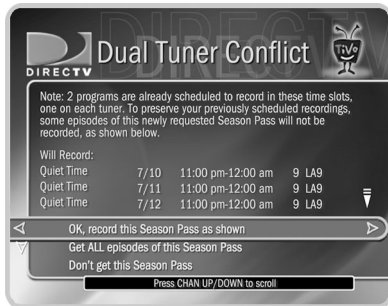 DIRECTV
DIRECTV
Dual Tuner Conflict
TiVo
Note: 2 programs are already scheduled to record in these time slots,
one on each tuner. To preserve your previously scheduled recordings,
some episodes of this newly requested Season Pass will not be
recorded, as shown below.
Will Record:
Quiet Time 7/10 11:00 pm-12:00 am 9 LA9
Quiet Time 7/11 11:00 pm-12:00 am 9 LA9
Quiet Time 7/12 11:00 pm-12:00 am 9 LA9
OK, record this Season Pass as shown
Get ALL episodes of this Season Pass
Don't get this Season Pass
Press CHAN UP/DOWN to scroll